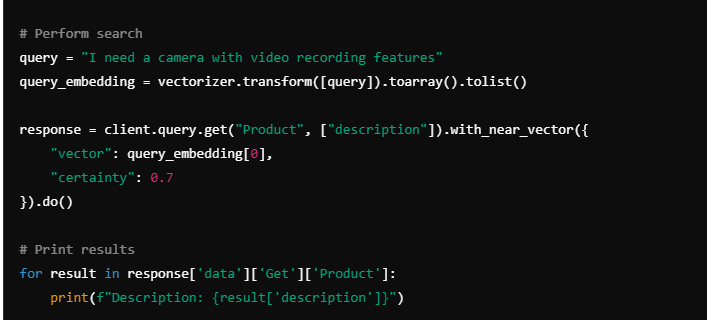 # Perform search
query = "I need a camera with video recording features"
query_embedding = vectorizer.transform([query]).toarray().tolist()
response = client.query.get("Product", ["description"]).with_near_vector({
    "vector": query_embedding[0],
    "certainty": 0.7
}).do()
# Print results
for result in response['data']['Get']['Product']:
    print(f"Description: {result['description']}")